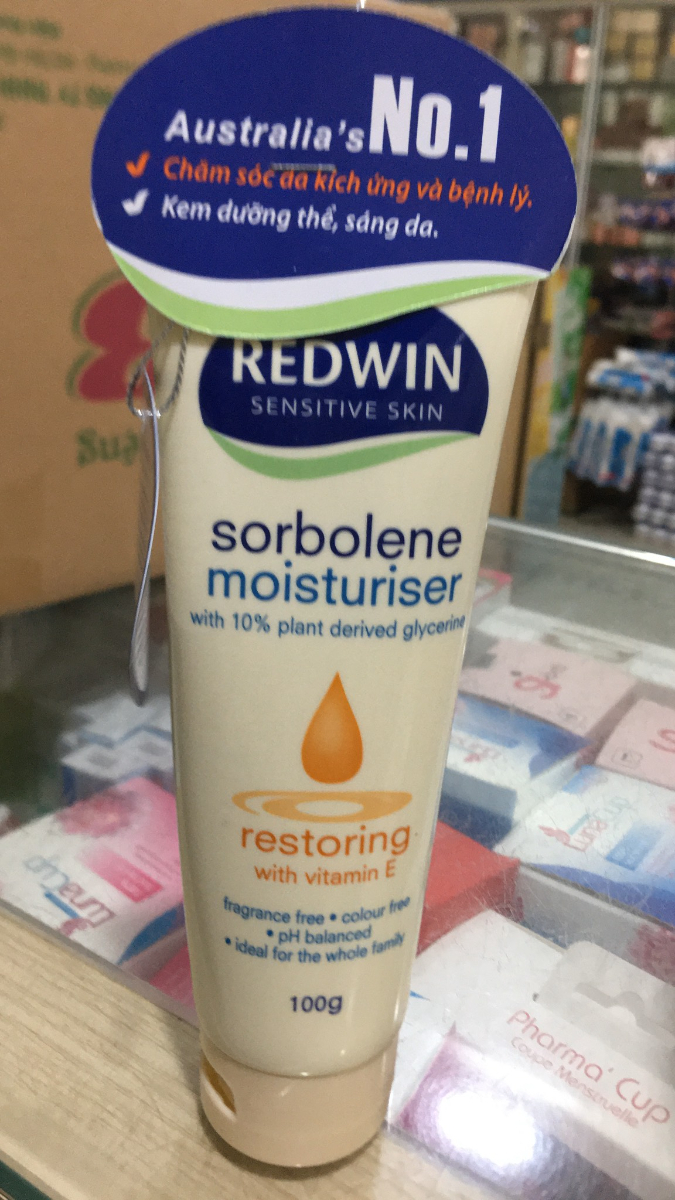 Australia's No.1
Chăm sóc da kích ứng và bệnh lý.
Kem dưỡng thể, sáng da.
REDWIN
SENSITIVE SKIN
sorbolene
moisturiser
with 10% plant derived glycerine
restoring
with vitamin E
fragrance free • colour free
• pH balanced
• ideal for the whole family
100g
Pharma' Cup
Coupe Menstruelle